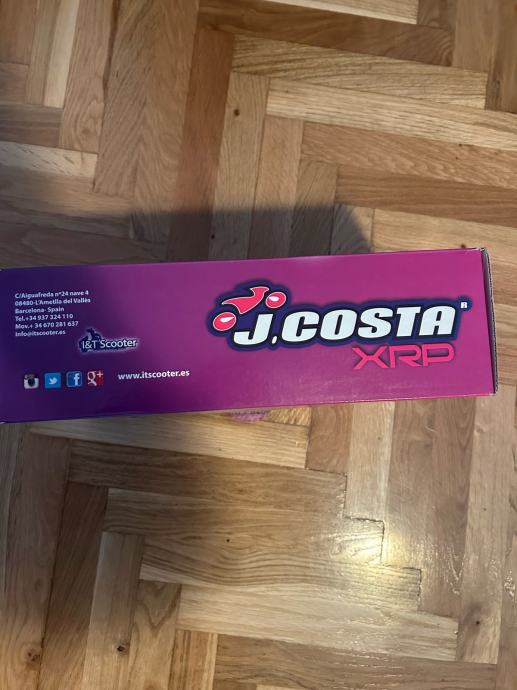 C/Aiguafreda nº24 nave 4
08480-L'Ametlla del Vallès
Barcelona- Spain
Tel.+34 937 324 110
Mov.+ 34 670 281 637
info@itscooter.es
I&T Scooter
g+
www.itscooter.es
J.COSTA®
XRP